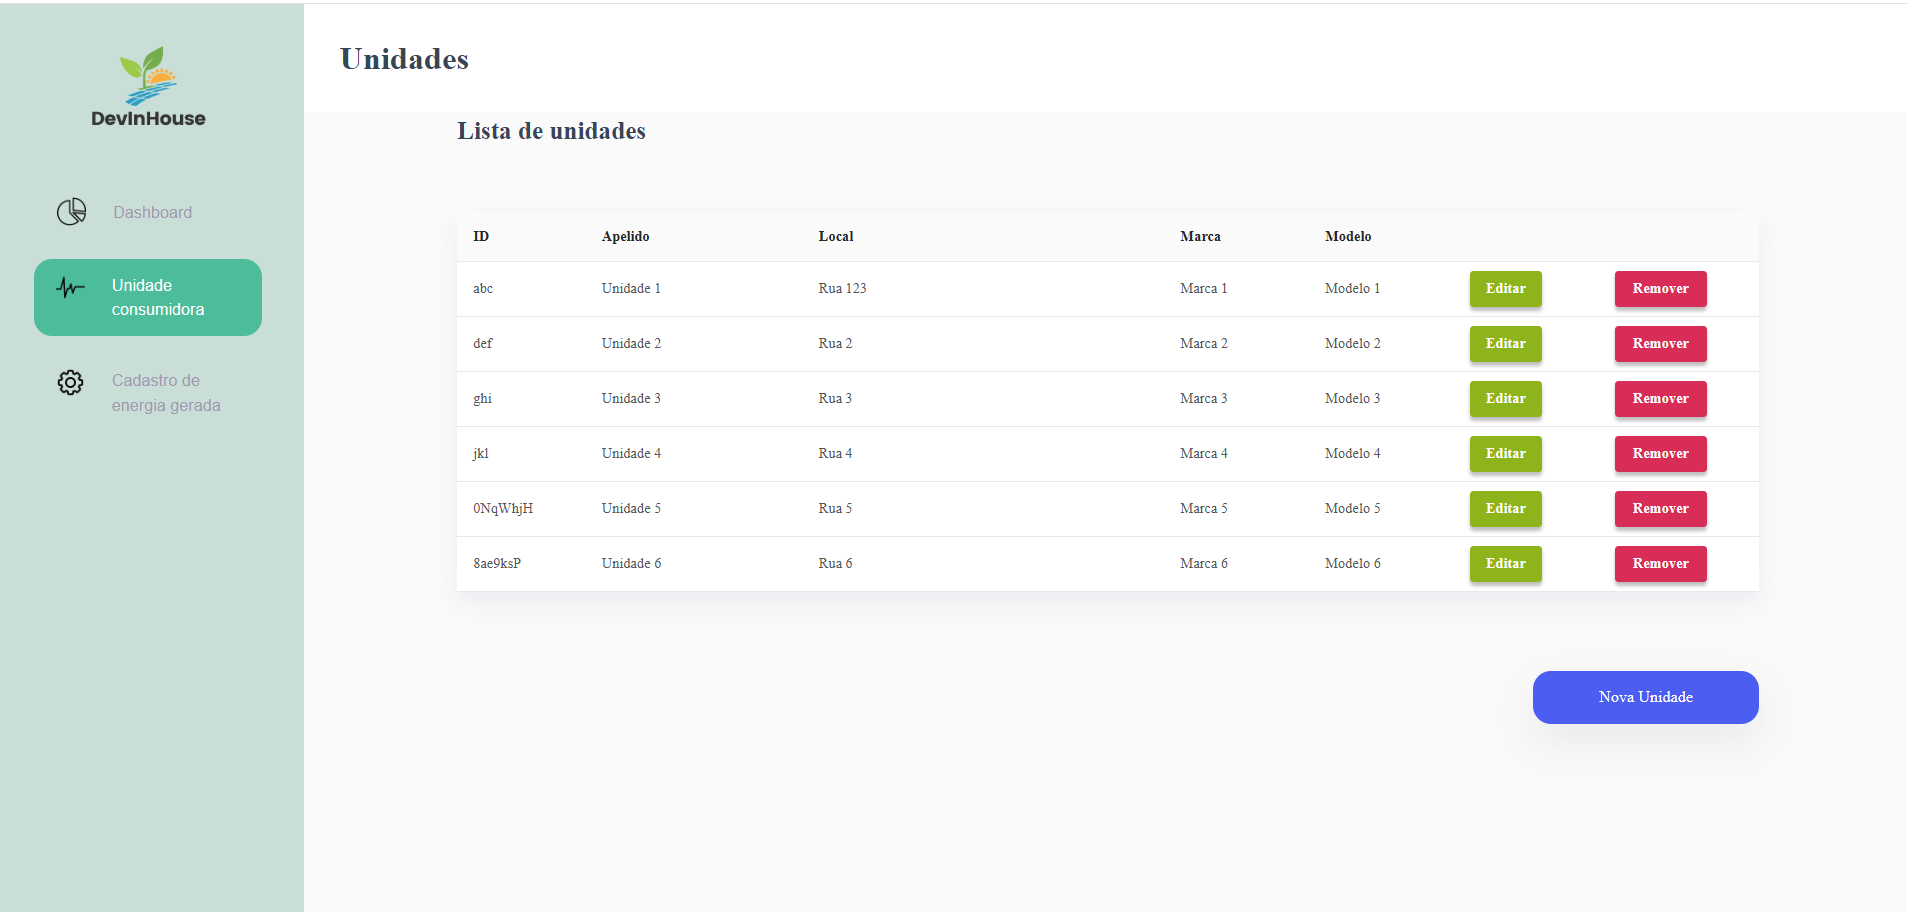 DevInHouse
Dashboard
Unidade
consumidora
Cadastro de
energia gerada
Unidades
Lista de unidades
ID Apelido Local Marca Modelo
abc Unidade 1 Rua 123 Marca 1 Modelo 1 Editar Remover
def Unidade 2 Rua 2 Marca 2 Modelo 2 Editar Remover
ghi Unidade 3 Rua 3 Marca 3 Modelo 3 Editar Remover
jkl Unidade 4 Rua 4 Marca 4 Modelo 4 Editar Remover
0NqWhjH Unidade 5 Rua 5 Marca 5 Modelo 5 Editar Remover
8ae9ksP Unidade 6 Rua 6 Marca 6 Modelo 6 Editar Remover
Nova Unidade